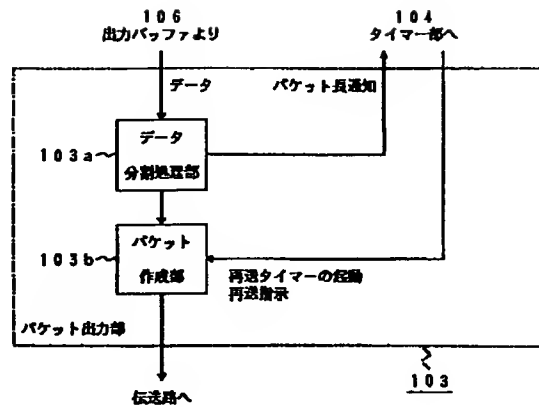 106
出力バッファより
104
タイマー部へ
データ
パケット長通知
103a
データ
分割処理部
103b
パケット
作成部
再送タイマーの起動
再送指示
パケット出力部
伝送路へ
103